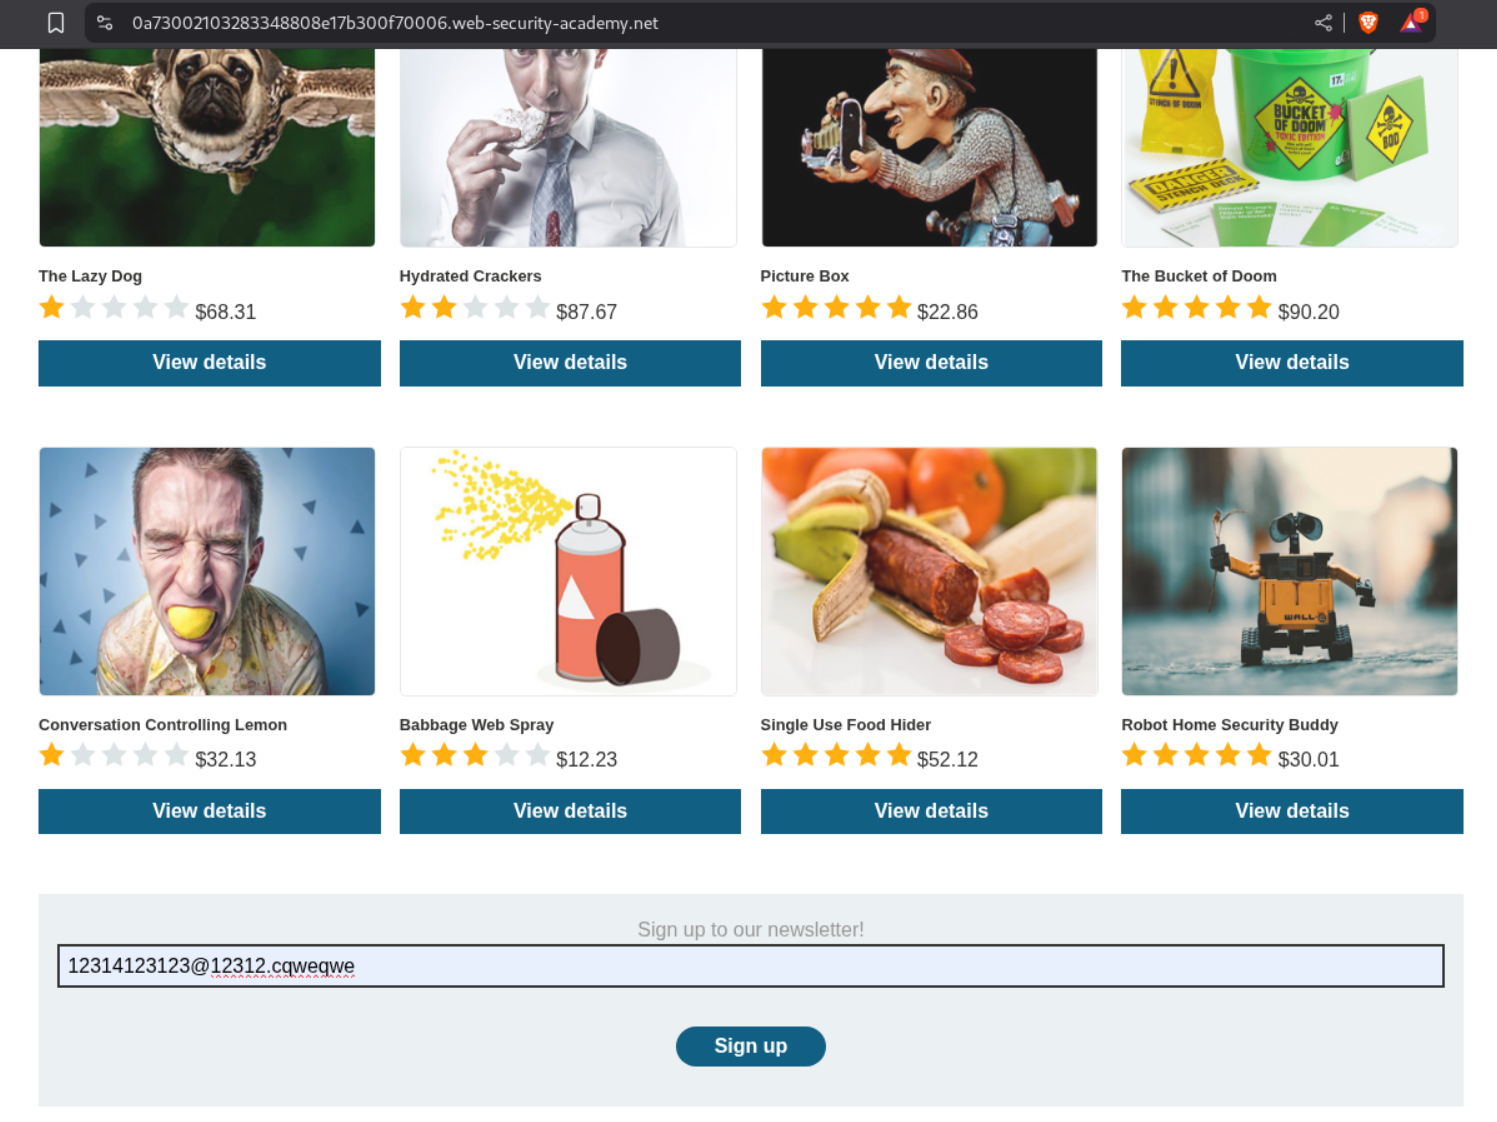 0a73002103283348808e17b300f70006.web-security-academy.net
1
STENCH OF DOOM
17+
BUCKET
OF DOOM
TOXIC EDITION
BOD
DANGER
STENCH DECK
The Lazy Dog
Hydrated Crackers
Picture Box
The Bucket of Doom
$68.31
$87.67
$22.86
$90.20
View details
View details
View details
View details
WALL
Conversation Controlling Lemon
Babbage Web Spray
Single Use Food Hider
Robot Home Security Buddy
$32.13
$12.23
$52.12
$30.01
View details
View details
View details
View details
Sign up to our newsletter!
12314123123@12312.cqweqwe
Sign up